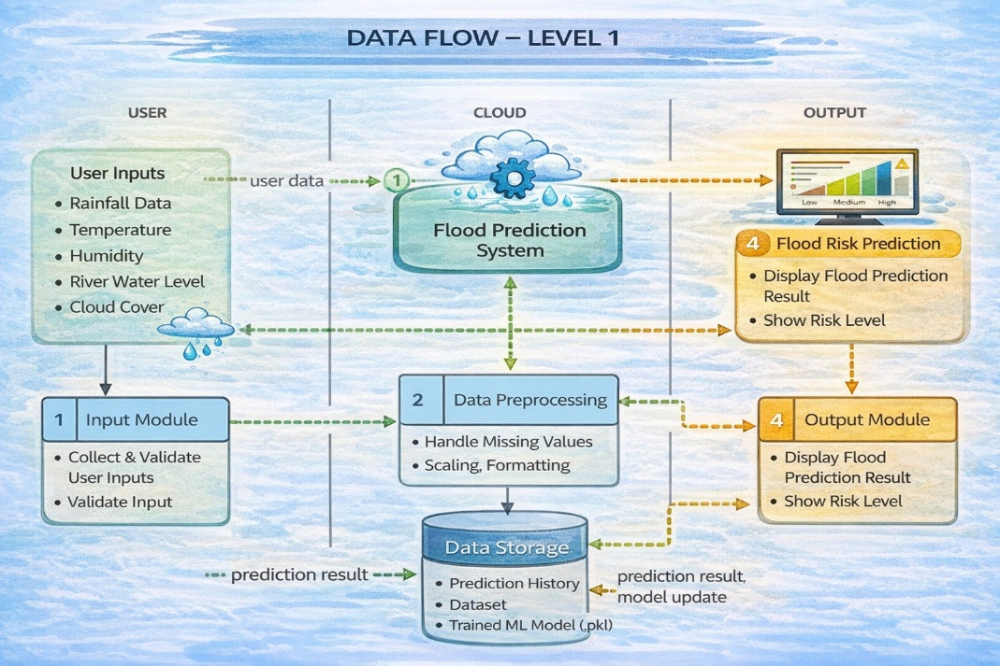 DATA FLOW – LEVEL 1
USER
CLOUD
OUTPUT
User Inputs
• Rainfall Data
• Temperature
• Humidity
• River Water Level
• Cloud Cover
user data
1
Flood Prediction
System
Low Medium High
4 Flood Risk Prediction
• Display Flood Prediction
Result
• Show Risk Level
1 Input Module
• Collect & Validate
User Inputs
• Validate Input
2 Data Preprocessing
• Handle Missing Values
• Scaling, Formatting
4 Output Module
• Display Flood
Prediction Result
• Show Risk Level
Data Storage
• Prediction History
• Dataset
• Trained ML Model (,pkl)
prediction result
prediction result,
model update